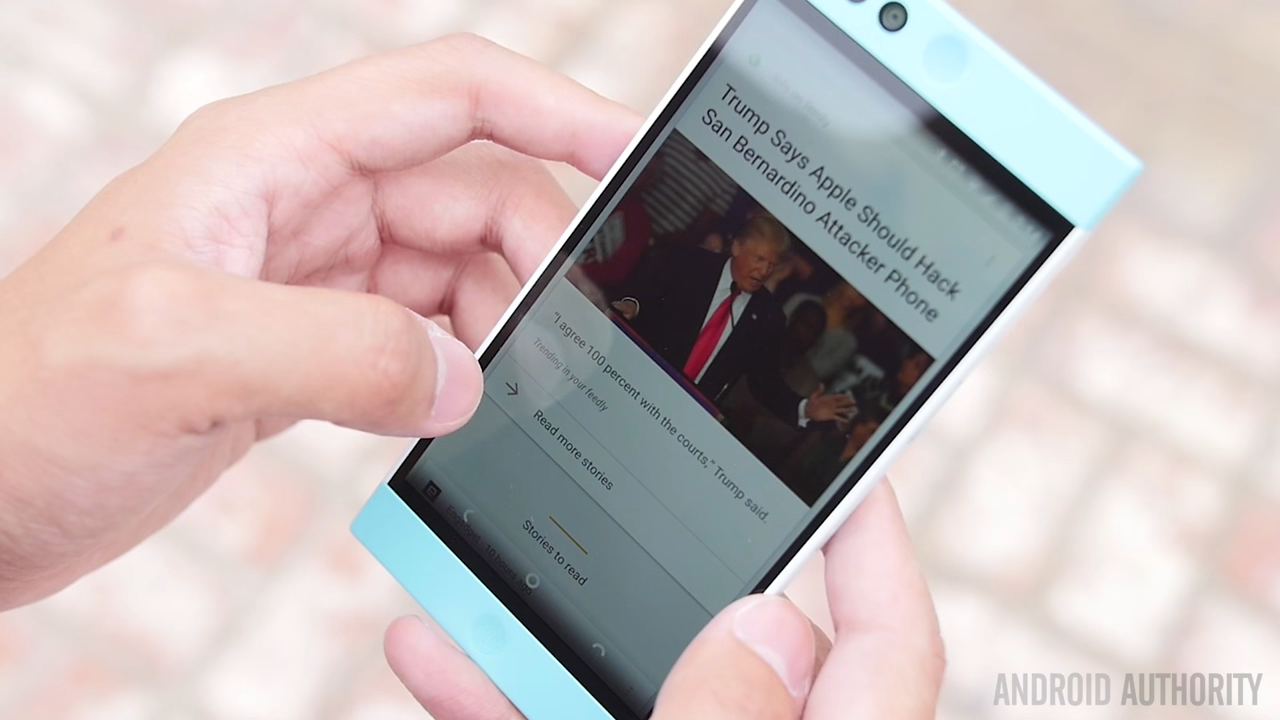 Trump Says Apple Should Hack
San Bernardino Attacker Phone
"I agree 100 percent with the courts," Trump said.
Trending in your feedly
Read more stories
Stories to read
ANDROID AUTHORITY